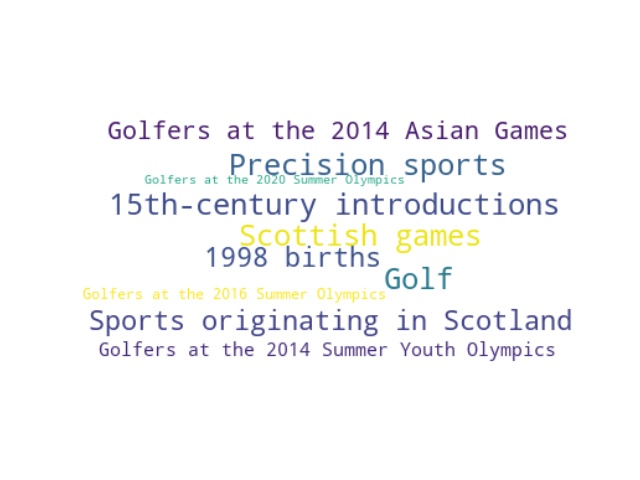 Golfers at the 2014 Asian Games
Precision sports
Golfers at the 2020 Summer Olympics
15th-century introductions
Scottish games
1998 births
Golf
Golfers at the 2016 Summer Olympics
Sports originating in Scotland
Golfers at the 2014 Summer Youth Olympics